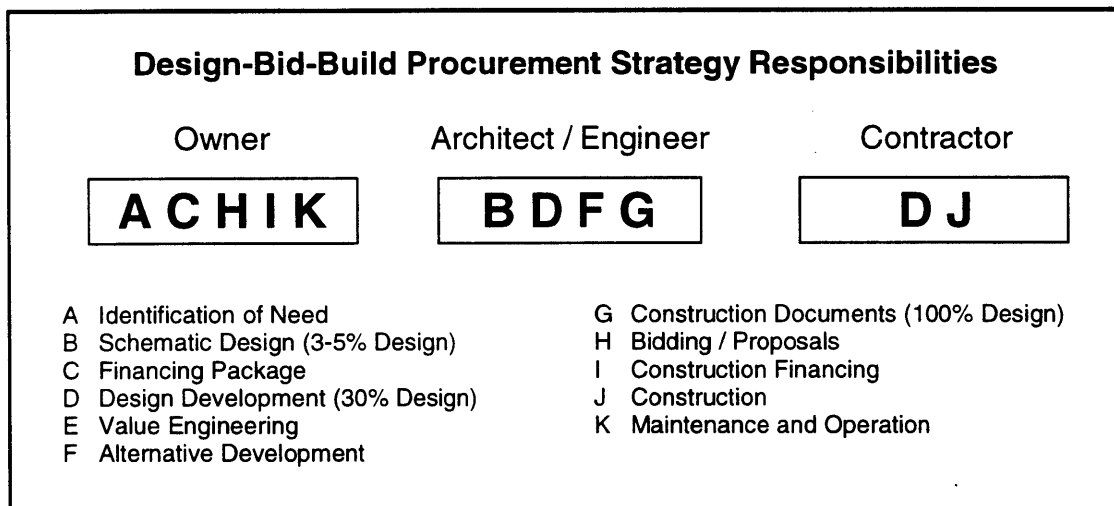 Design-Bid-Build Procurement Strategy Responsibilities
Owner Architect / Engineer Contractor
A C H I K B D F G D J
A Identification of Need
B Schematic Design (3-5% Design)
C Financing Package
D Design Development (30% Design)
E Value Engineering
F Alternative Development
G Construction Documents (100% Design)
H Bidding / Proposals
I Construction Financing
J Construction
K Maintenance and Operation